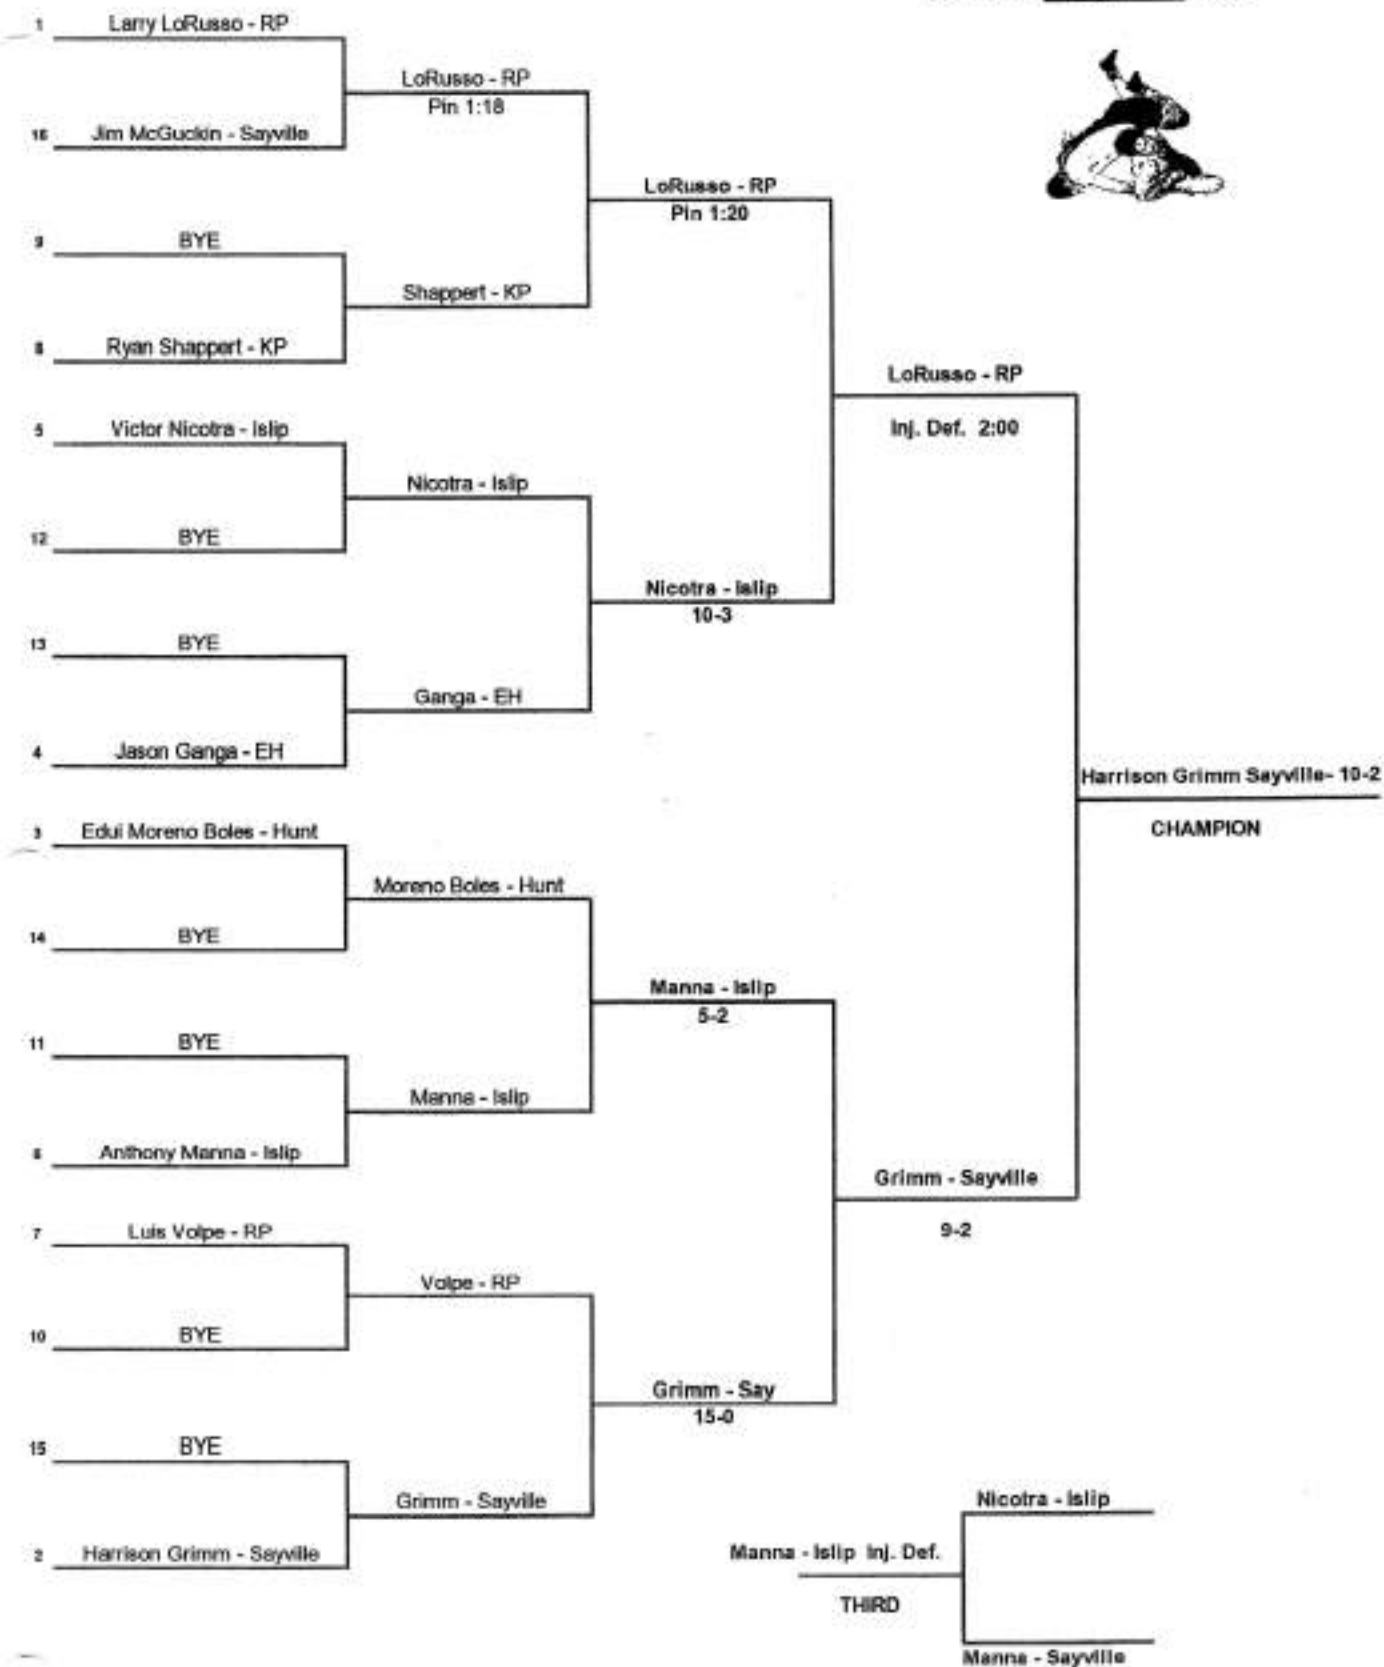 1 Larry LoRusso - RP
LoRusso - RP
Pin 1:18
16 Jim McGuckin - Sayville
LoRusso - RP
Pin 1:20
9 BYE
Shappert - KP
8 Ryan Shappert - KP
LoRusso - RP
Inj. Def. 2:00
5 Victor Nicotra - Islip
Nicotra - Islip
12 BYE
Nicotra - Islip
10-3
13 BYE
Ganga - EH
4 Jason Ganga - EH
Harrison Grimm Sayville- 10-2
CHAMPION
3 Edui Moreno Boles - Hunt
Moreno Boles - Hunt
14 BYE
Manna - Islip
5-2
11 BYE
Manna - Islip
6 Anthony Manna - Islip
Grimm - Sayville
9-2
7 Luis Volpe - RP
Volpe - RP
10 BYE
Grimm - Say
15-0
15 BYE
Grimm - Sayville
2 Harrison Grimm - Sayville
Nicotra - Islip
Manna - Islip Inj. Def.
THIRD
Manna - Sayville